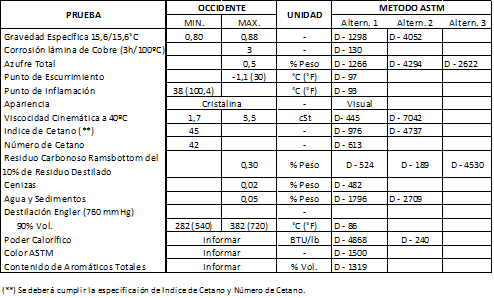 PRUEBA OCCIDENTE UNIDAD METODO ASTM
MIN. MAX. Altern. 1 Altern. 2 Altern. 3
Gravedad Específica 15,6/15,6°C 0,80 0,88 - D - 1298 D - 4052
Corrosión lámina de Cobre (3h/100ºC) 3 - D - 130
Azufre Total 0,5 % Peso D - 1266 D - 4294 D - 2622
Punto de Escurrimiento -1,1 (30) °C (°F) D - 97
Punto de Inflamación 38 (100,4) °C (°F) D - 93
Apariencia Cristalina - Visual
Viscocidad Cinemática a 40ºC 1,7 5,5 cSt D - 445 D - 7042
Indice de Cetano (**) 45 - D - 976 D - 4737
Número de Cetano 42 - D - 613
Residuo Carbonoso Ramsbottom del
10% de Residuo Destilado 0,30 % Peso D - 524 D - 189 D - 4530
Cenizas 0,02 % Peso D - 482
Agua y Sedimentos 0,05 % Peso D - 1796 D - 2709
Destilación Engler (760 mmHg) -
90% Vol. 282 (540) 382 (720) °C (°F) D - 86
Poder Calorífico Informar BTU/lb D - 4868 D - 240
Color ASTM Informar - D - 1500
Contenido de Aromáticos Totales Informar % Vol. D - 1319
(**) Se deberá cumplir la especificación de Indice de Cetano y Número de Cetano.